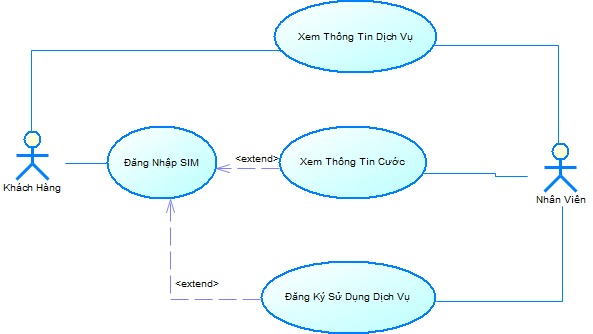 Xem Thông Tin Dịch Vụ
Đăng Nhập SIM
<extend>
Xem Thông Tin Cước
Khách Hàng
Nhân Viên
<extend>
Đăng Ký Sử Dụng Dịch Vụ